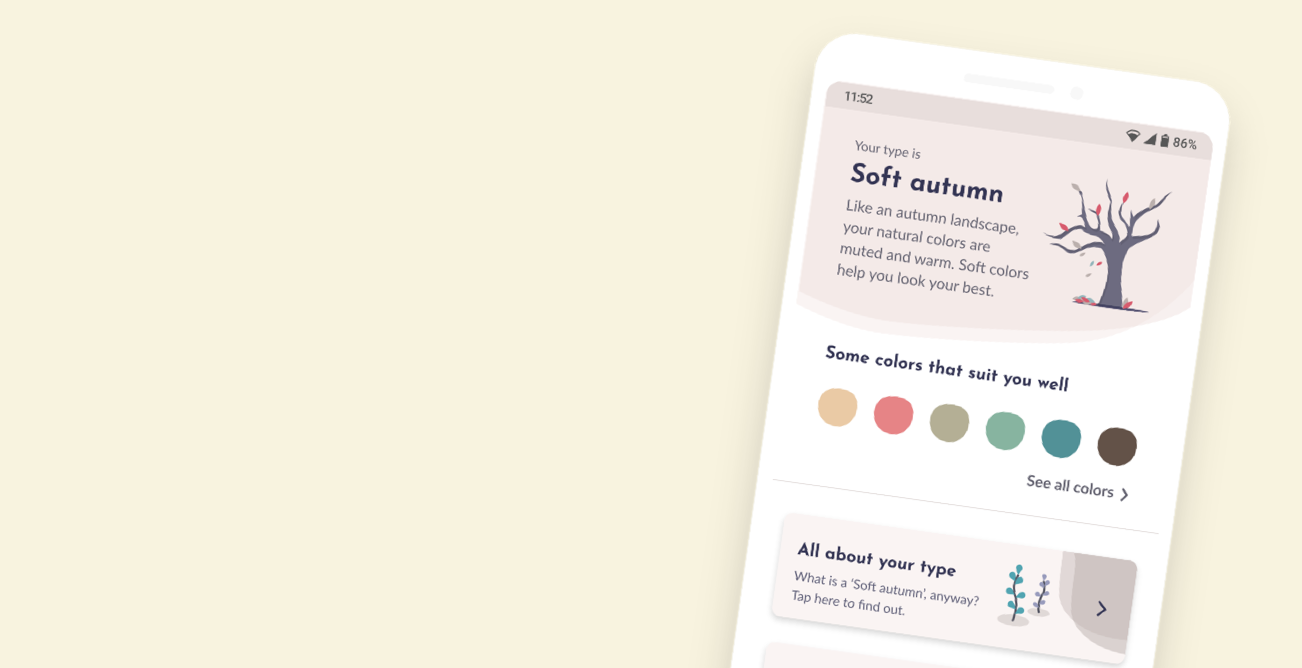 11:52
86%
Your type is
Soft autumn
Like an autumn landscape,
your natural colors are
muted and warm. Soft colors
help you look your best.
Some colors that suit you well
See all colors
All about your type
What is a ‘Soft autumn’, anyway?
Tap here to find out.